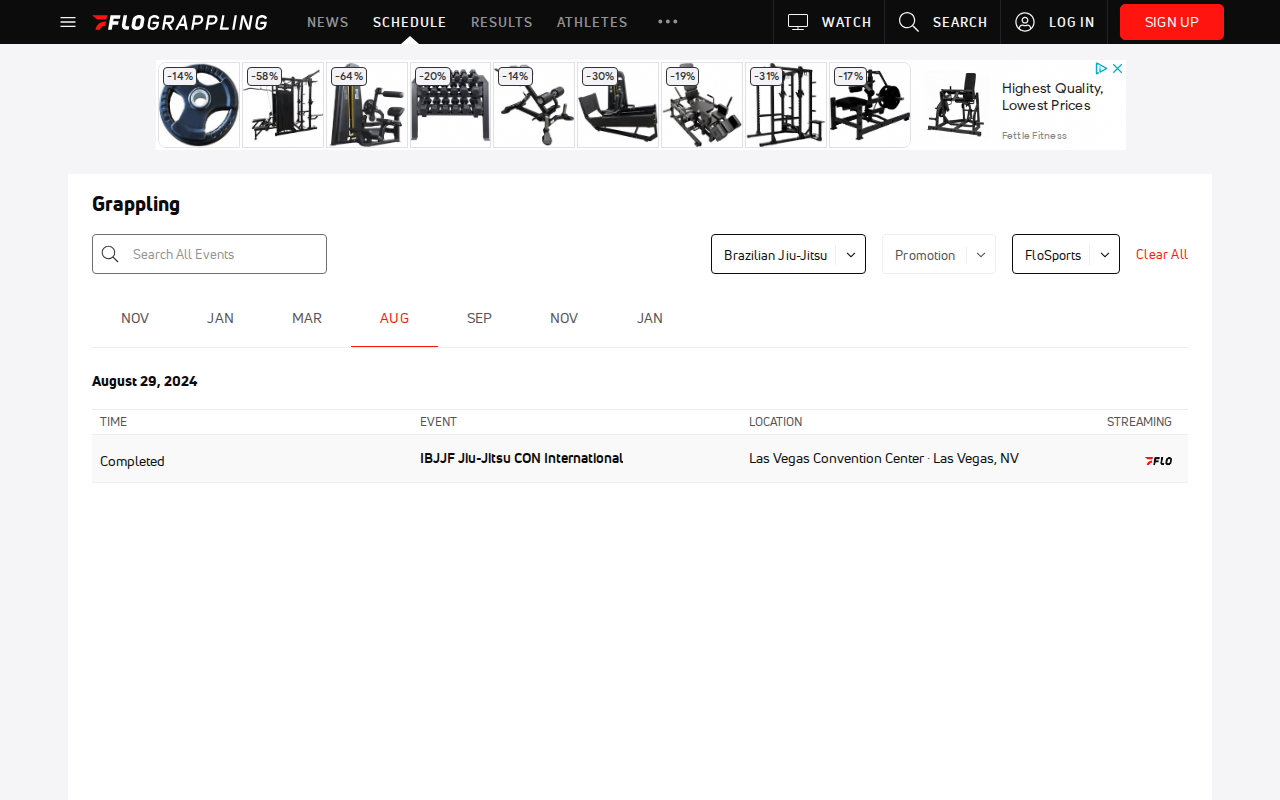 FLOGRAPPLING NEWS SCHEDULE RESULTS ATHLETES WATCH SEARCH LOG IN SIGN UP
-14% -58% -64% -20% -14% -30% -19% -31% -17%
Highest Quality,
Lowest Prices
Fettle Fitness
Grappling
Search All Events Brazilian Jiu-Jitsu Promotion FloSports Clear All
NOV JAN MAR AUG SEP NOV JAN
August 29, 2024
TIME EVENT LOCATION STREAMING
Completed IBJJF Jiu-Jitsu CON International Las Vegas Convention Center · Las Vegas, NV FLO